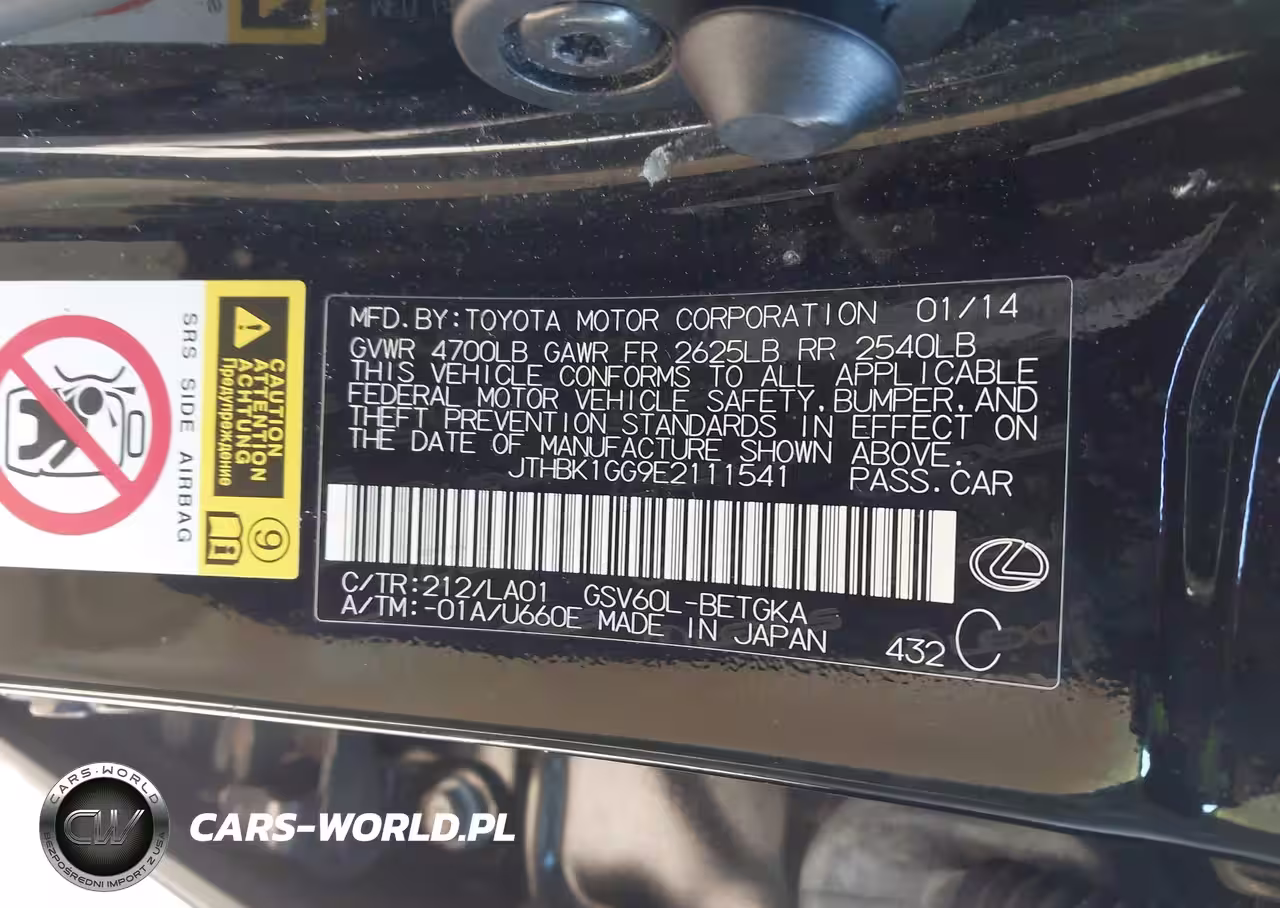 MFD.BY:TOYOTA MOTOR CORPORATION 01/14
GVWR 4700LB GAWR FR 2625LB RR 2540LB
THIS VEHICLE CONFORMS TO ALL APPLICABLE
FEDERAL MOTOR VEHICLE SAFETY,BUMPER,AND
THEFT PREVENTION STANDARDS IN EFFECT ON
THE DATE OF MANUFACTURE SHOWN ABOVE.
JTHBK1GG9E2111541 PASS.CAR
C/TR:212/LA01 GSV60L-BETGKA
A/TM:-01A/U660E MADE IN JAPAN
432 C
CAUTION
ATTENTION
ACHTUNG
Предупреждение
SRS SIDE AIRBAG
9
CARS-WORLD
CW
BEZPOŚREDNI IMPORT Z USA
CARS-WORLD.PL